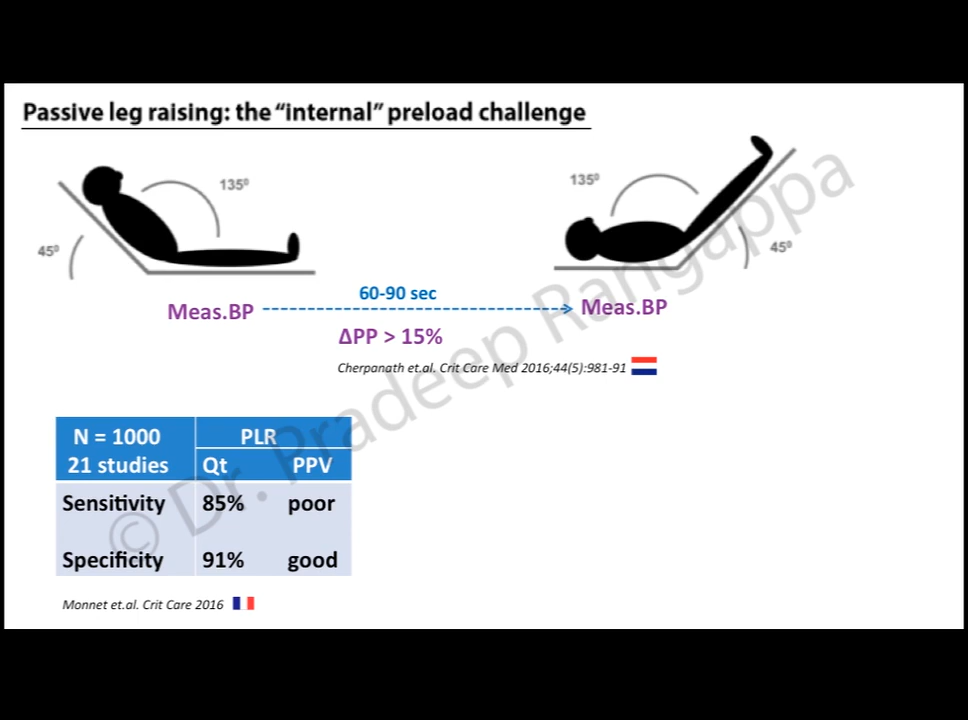 Passive leg raising: the “internal” preload challenge
135⁰
45⁰
135⁰
45⁰
Meas.BP
60-90 sec
Meas.BP
ΔPP > 15%
Cherpanath et.al. Crit Care Med 2016;44(5):981-91
N = 1000 PLR
21 studies Qt PPV
Sensitivity 85% poor
Specificity 91% good
Monnet et.al. Crit Care 2016
© Dr. Pradeep Rangappa